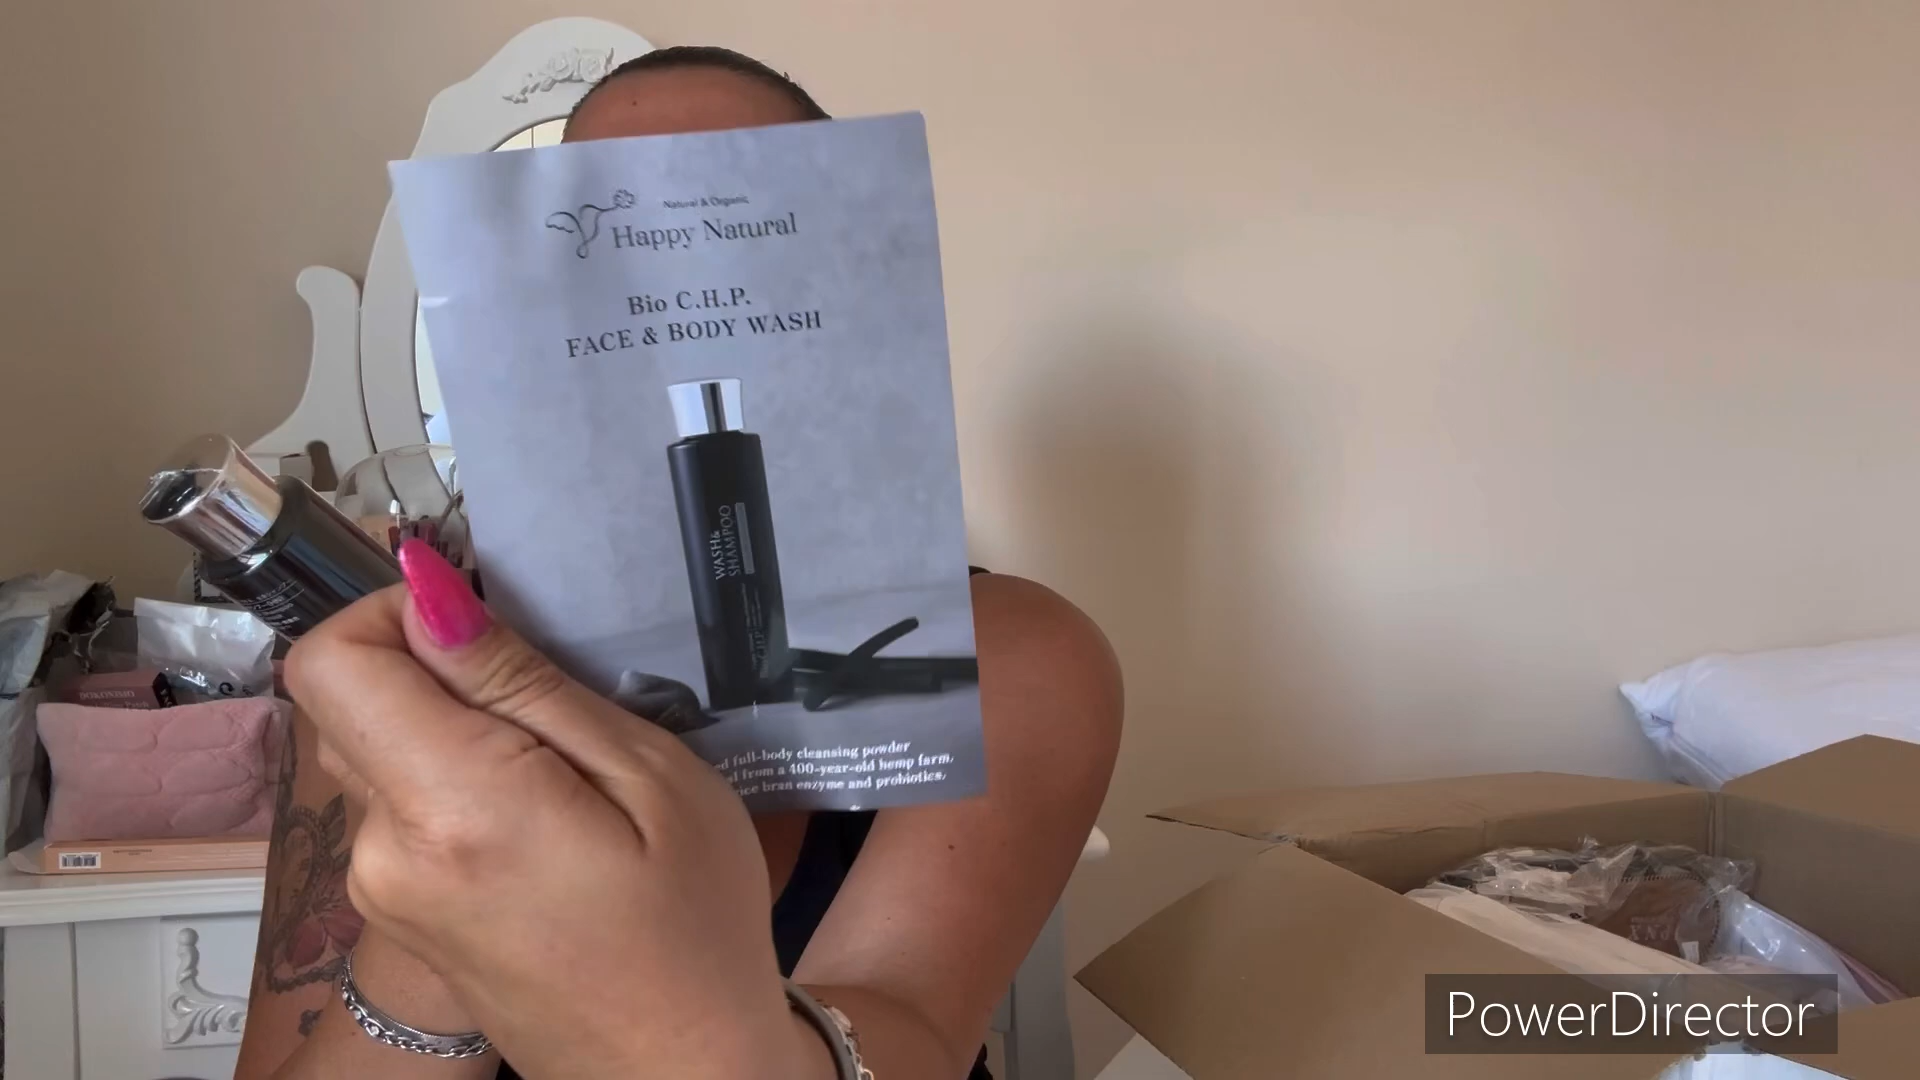 Natural & Organic
Happy Natural
Bio C.H.P.
FACE & BODY WASH
WASH&
SHAMPOO
full-body cleansing powder
from a 400-year-old hemp farm,
rice bran enzyme and probiotics.
PowerDirector